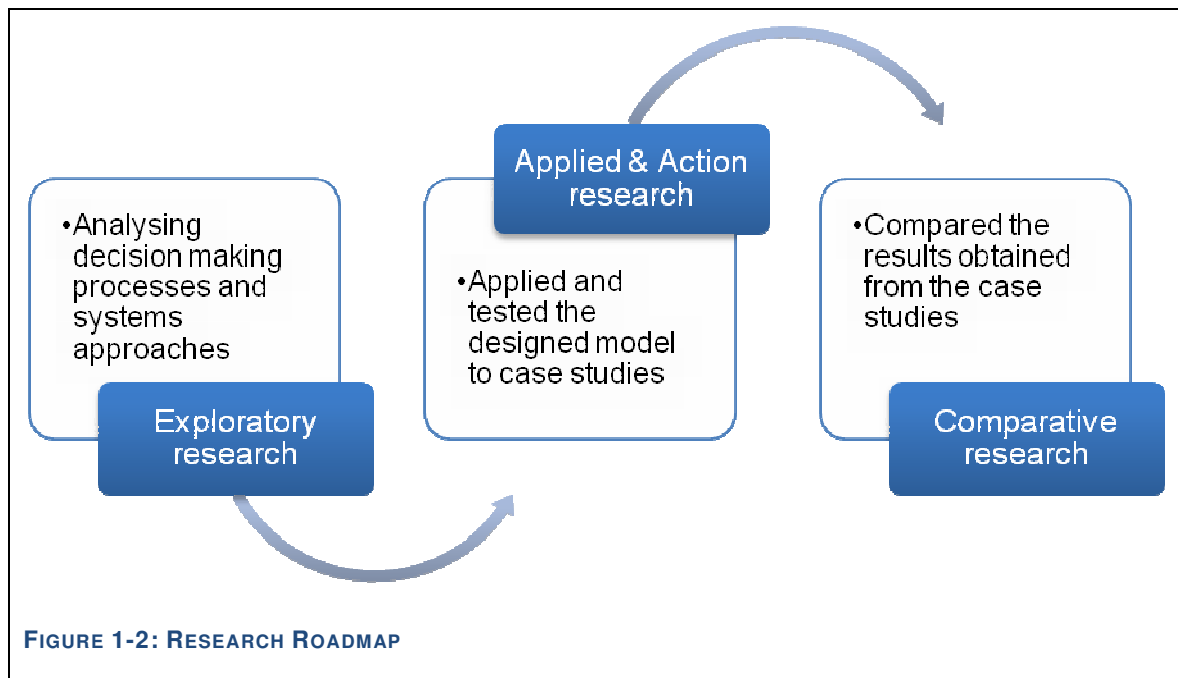 •Analysing
decision making
processes and
systems
approaches
Exploratory
research
Applied & Action
research
•Applied and
tested the
designed model
to case studies
•Compared the
results obtained
from the case
studies
Comparative
research
FIGURE 1-2: RESEARCH ROADMAP